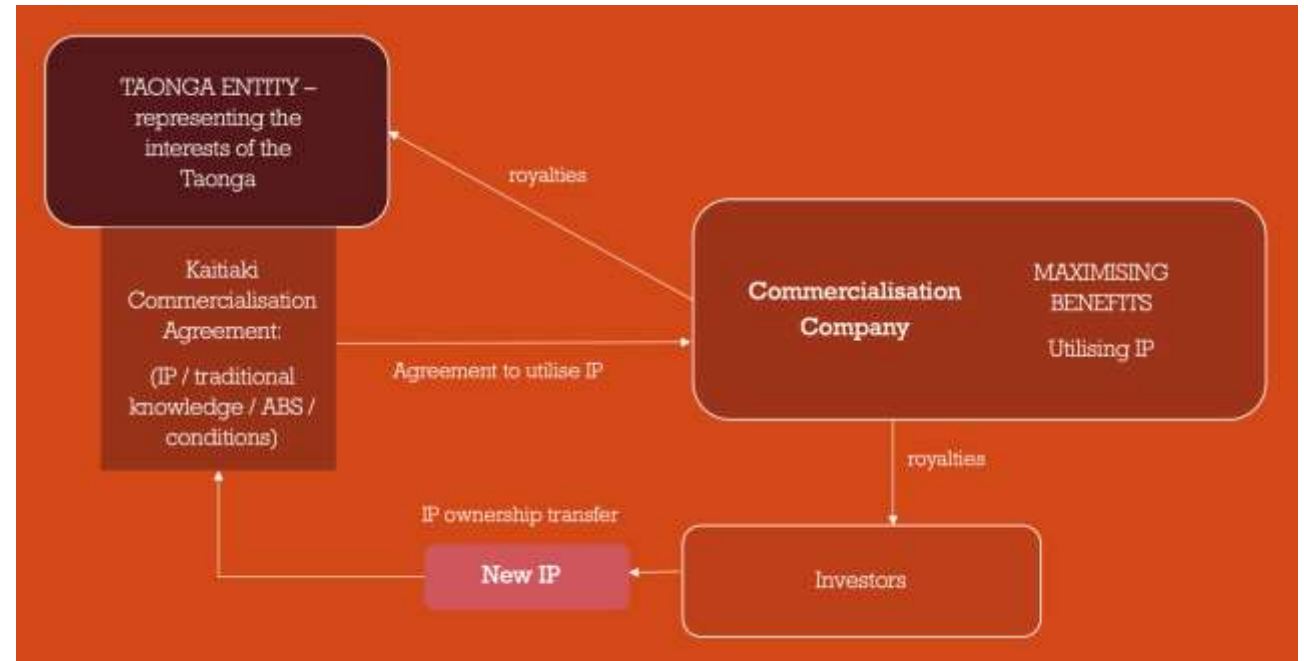 TAONGA ENTITY –
representing the
interests of the
Taonga
royalties
Kaitiaki
Commercialisation
Agreement:
(IP / traditional
knowledge / ABS /
conditions)
Agreement to utilise IP
Commercialisation
Company
MAXIMISING
BENEFITS
Utilising IP
royalties
IP ownership transfer
New IP
Investors